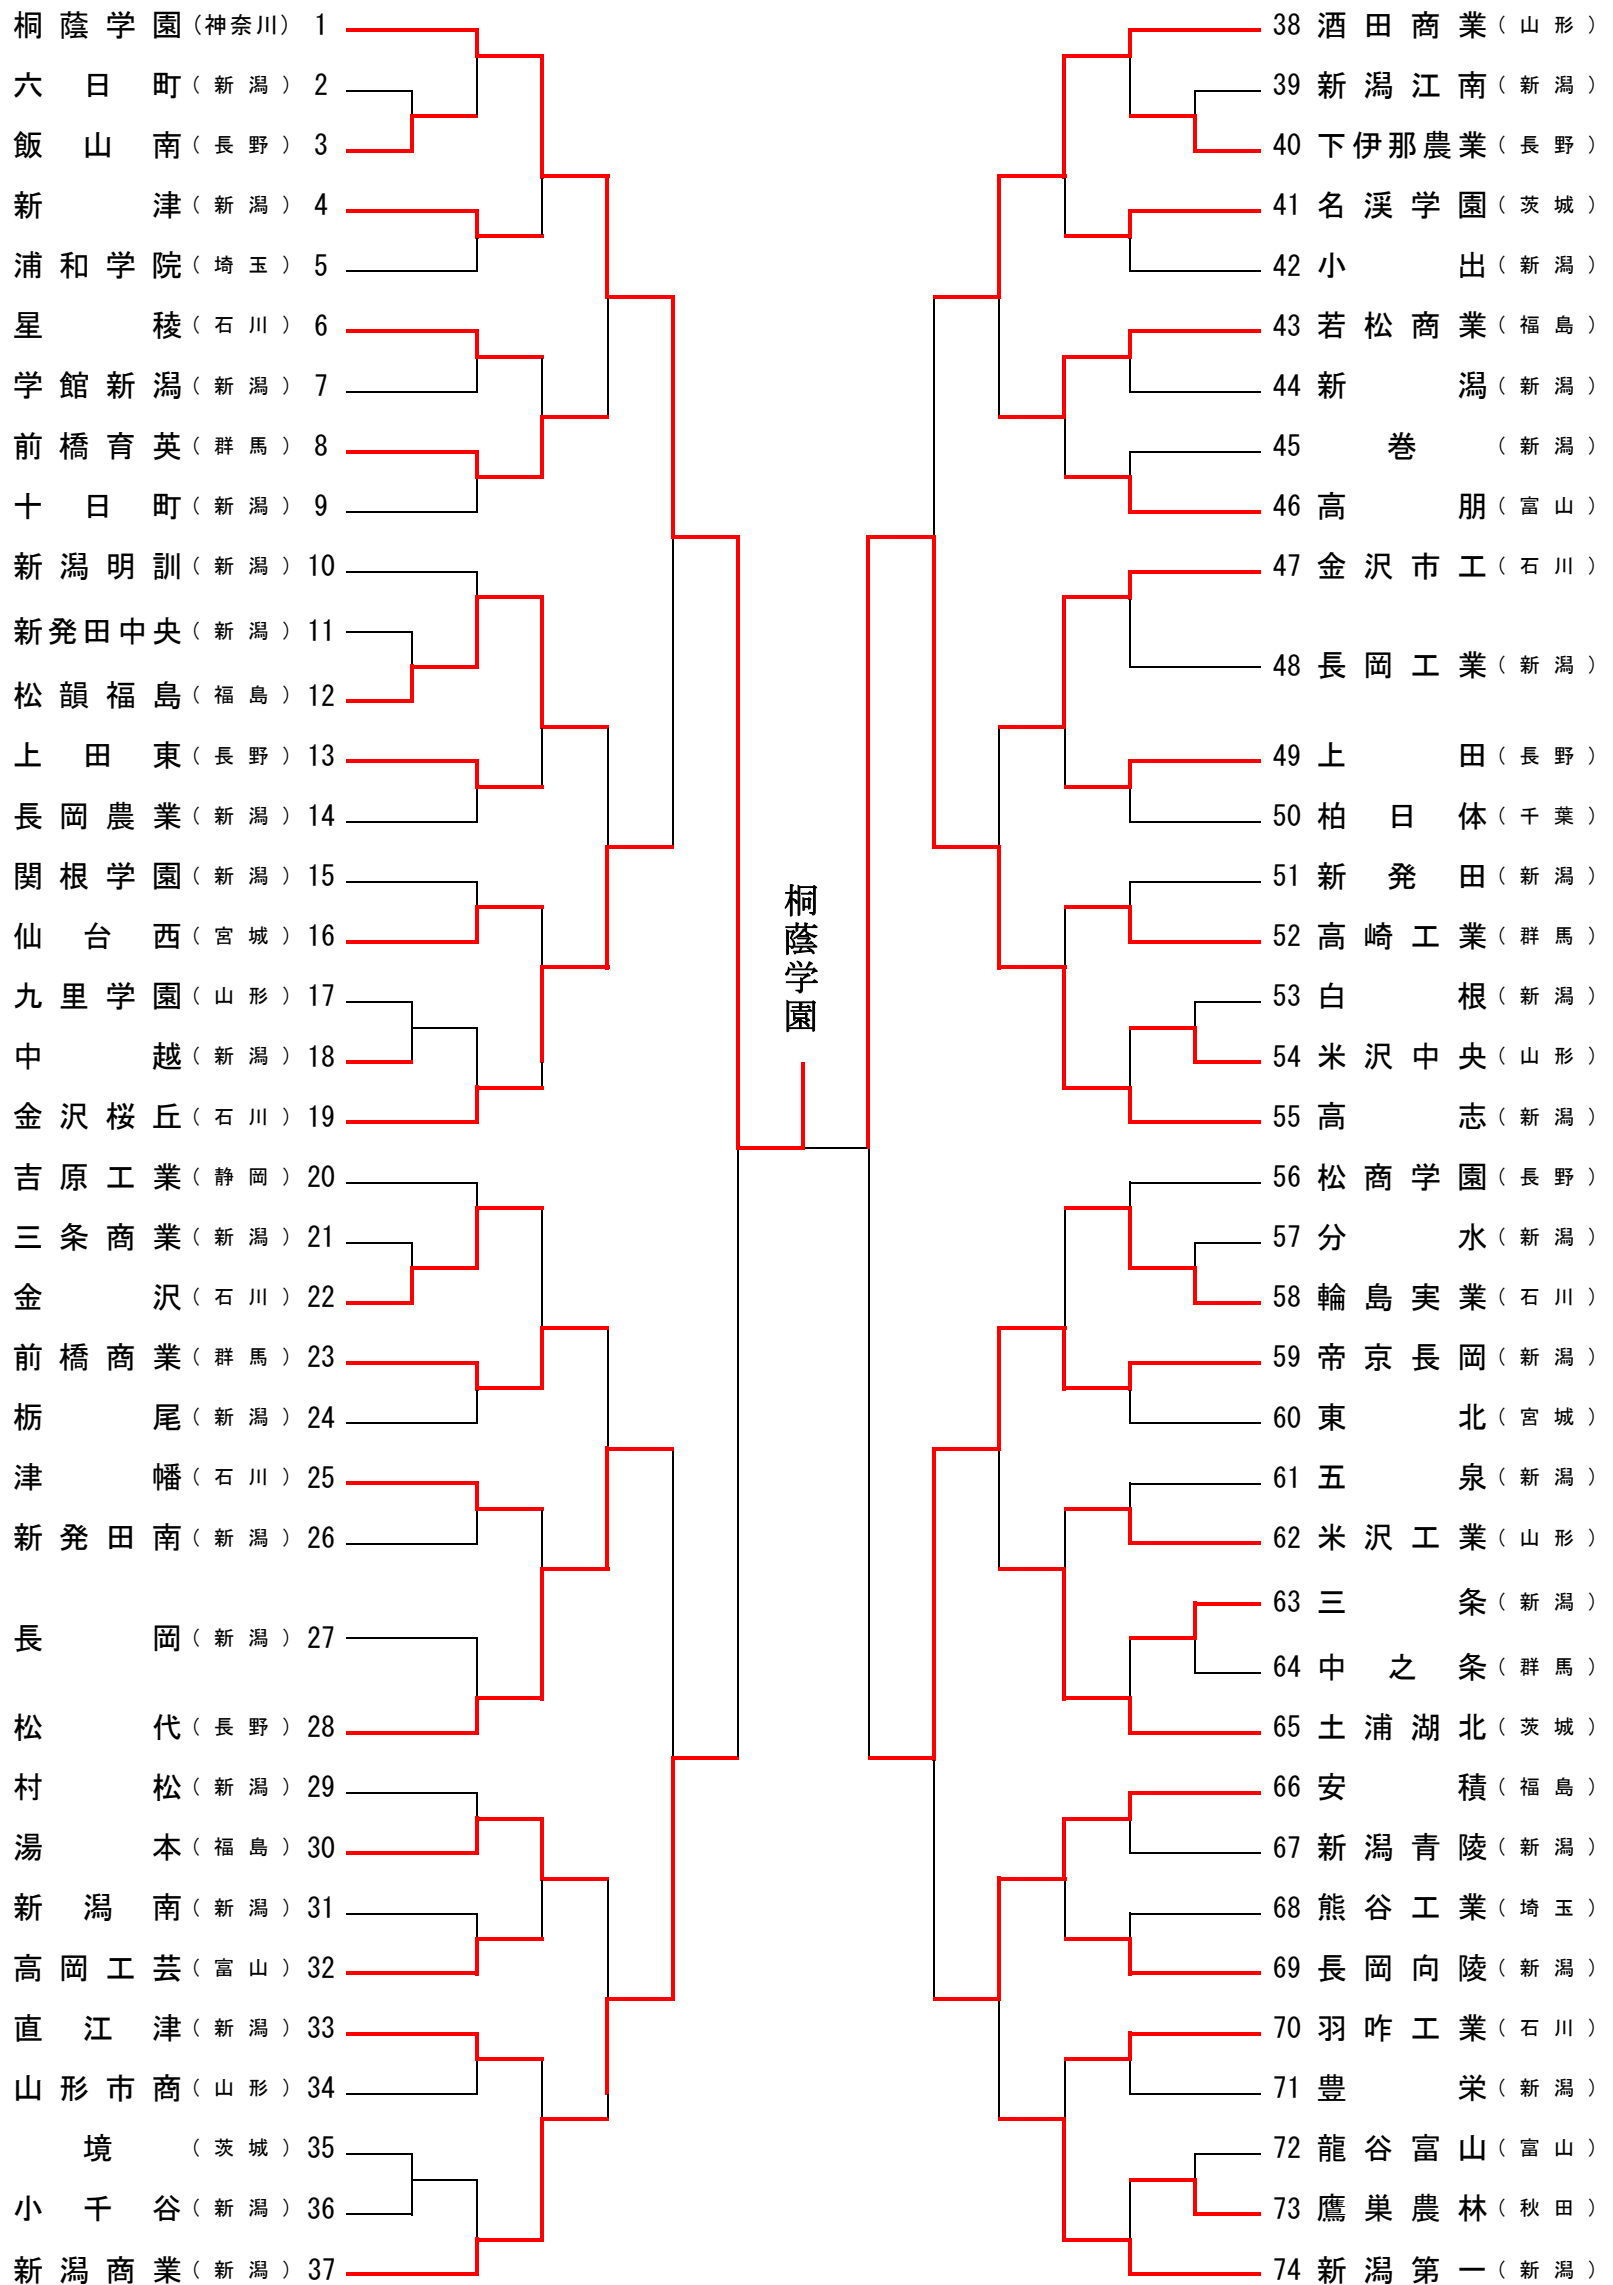 桐蔭学園(神奈川) 1
六日町(新潟) 2
飯山南(長野) 3
新津(新潟) 4
浦和学院(埼玉) 5
星稜(石川) 6
学館新潟(新潟) 7
前橋育英(群馬) 8
十日町(新潟) 9
新潟明訓(新潟) 10
新発田中央(新潟) 11
松韻福島(福島) 12
上田東(長野) 13
長岡農業(新潟) 14
関根学園(新潟) 15
仙台西(宮城) 16
九里学園(山形) 17
中越(新潟) 18
金沢桜丘(石川) 19
吉原工業(静岡) 20
三条商業(新潟) 21
金沢(石川) 22
前橋商業(群馬) 23
栃尾(新潟) 24
津幡(石川) 25
新発田南(新潟) 26
長岡(新潟) 27
松代(長野) 28
村松(新潟) 29
湯本(福島) 30
新潟南(新潟) 31
高岡工芸(富山) 32
直江津(新潟) 33
山形市商(山形) 34
境(茨城) 35
小千谷(新潟) 36
新潟商業(新潟) 37
桐蔭学園
38 酒田商業(山形)
39 新潟江南(新潟)
40 下伊那農業(長野)
41 名渓学園(茨城)
42 小出(新潟)
43 若松商業(福島)
44 新潟(新潟)
45 巻(新潟)
46 高朋(富山)
47 金沢市工(石川)
48 長岡工業(新潟)
49 上田(長野)
50 柏日体(千葉)
51 新発田(新潟)
52 高崎工業(群馬)
53 白根(新潟)
54 米沢中央(山形)
55 高志(新潟)
56 松商学園(長野)
57 分水(新潟)
58 輪島実業(石川)
59 帝京長岡(新潟)
60 東北(宮城)
61 五泉(新潟)
62 米沢工業(山形)
63 三条(新潟)
64 中之条(群馬)
65 土浦湖北(茨城)
66 安積(福島)
67 新潟青陵(新潟)
68 熊谷工業(埼玉)
69 長岡向陵(新潟)
70 羽咋工業(石川)
71 豊栄(新潟)
72 龍谷富山(富山)
73 鷹巣農林(秋田)
74 新潟第一(新潟)